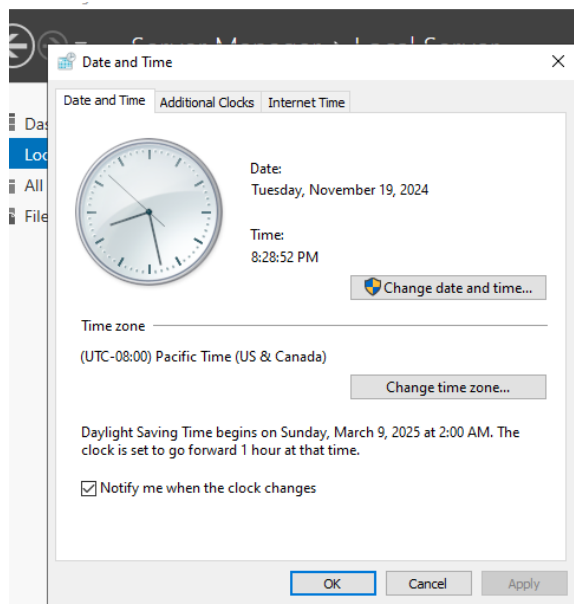 Date and Time
Date and Time Additional Clocks Internet Time
Loc
All
File
Date:
Tuesday, November 19, 2024
Time:
8:28:52 PM
Change date and time...
Time zone
(UTC-08:00) Pacific Time (US & Canada)
Change time zone...
Daylight Saving Time begins on Sunday, March 9, 2025 at 2:00 AM. The
clock is set to go forward 1 hour at that time.
Notify me when the clock changes
OK Cancel Apply